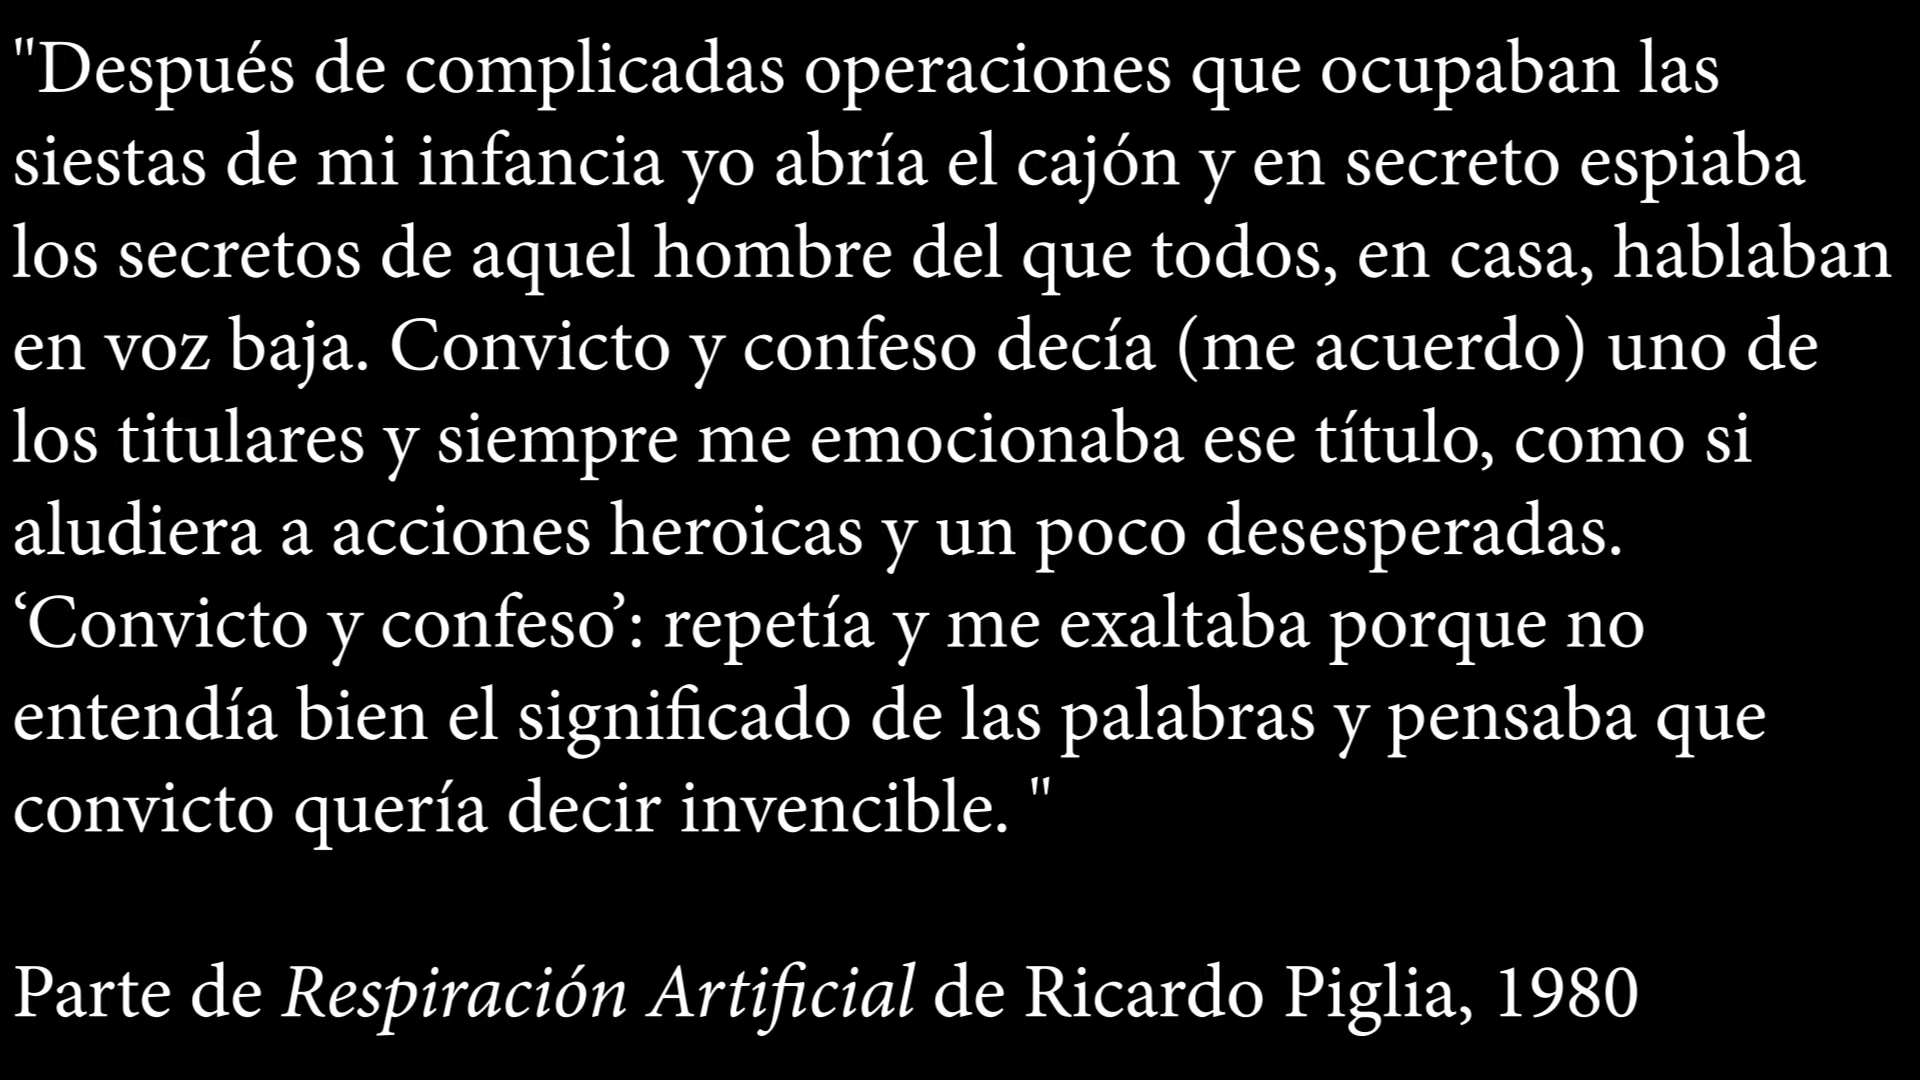 "Después de complicadas operaciones que ocupaban las
siestas de mi infancia yo abría el cajón y en secreto espiaba
los secretos de aquel hombre del que todos, en casa, hablaban
en voz baja. Convicto y confeso decía (me acuerdo) uno de
los titulares y siempre me emocionaba ese título, como si
aludiera a acciones heroicas y un poco desesperadas.
‘Convicto y confeso’: repetía y me exaltaba porque no
entendía bien el significado de las palabras y pensaba que
convicto quería decir invencible. "
Parte de Respiración Artificial de Ricardo Piglia, 1980